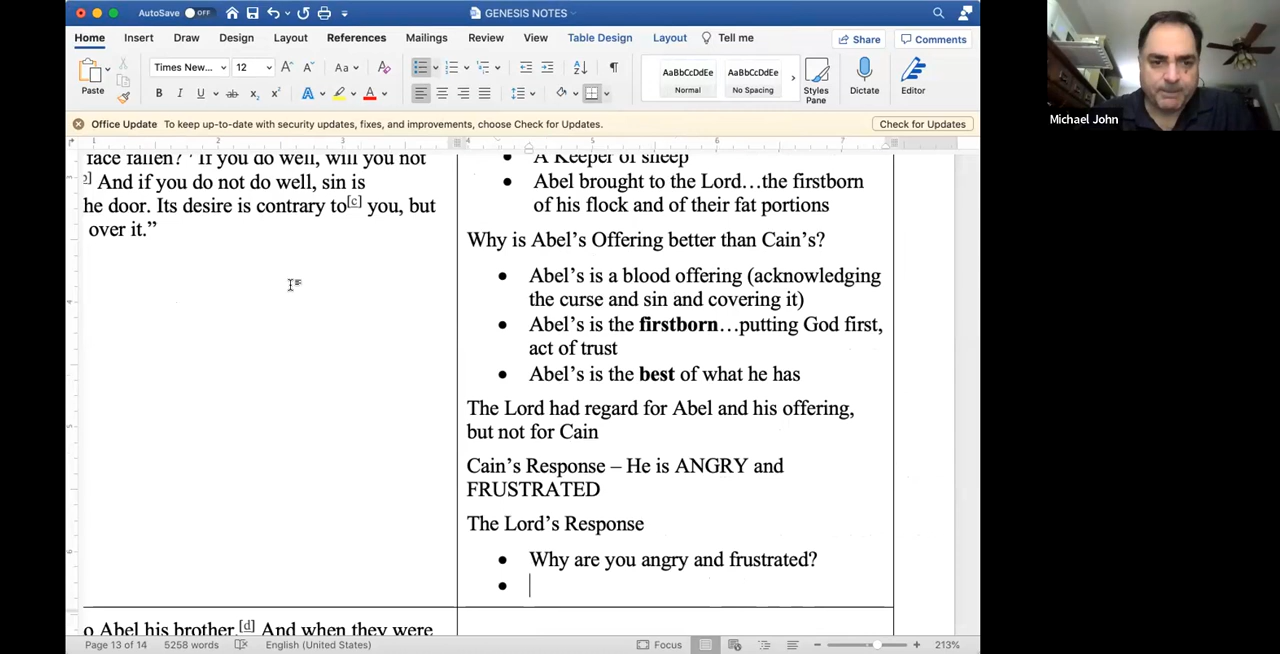 AutoSave OFF
GENESIS NOTES
Home Insert Draw Design Layout References Mailings Review View Table Design Layout Tell me
Share Comments
Paste
Times New... 12
AaBbCcDdEe AaBbCcDdEe
Normal No Spacing
Styles Pane
Dictate
Editor
Office Update To keep up-to-date with security updates, fixes, and improvements, choose Check for Updates.
Check for Updates
face fallen? 7 If you do well, will you not
b] And if you do not do well, sin is
he door. Its desire is contrary to[c] you, but
over it.”
o Abel his brother.[d] And when they were
• A Keeper of sheep
• Abel brought to the Lord…the firstborn
of his flock and of their fat portions
Why is Abel’s Offering better than Cain’s?
• Abel’s is a blood offering (acknowledging
the curse and sin and covering it)
• Abel’s is the firstborn…putting God first,
act of trust
• Abel’s is the best of what he has
The Lord had regard for Abel and his offering,
but not for Cain
Cain’s Response – He is ANGRY and
FRUSTRATED
The Lord’s Response
• Why are you angry and frustrated?
•
Page 13 of 14 5258 words English (United States)
Focus
213%
Michael John